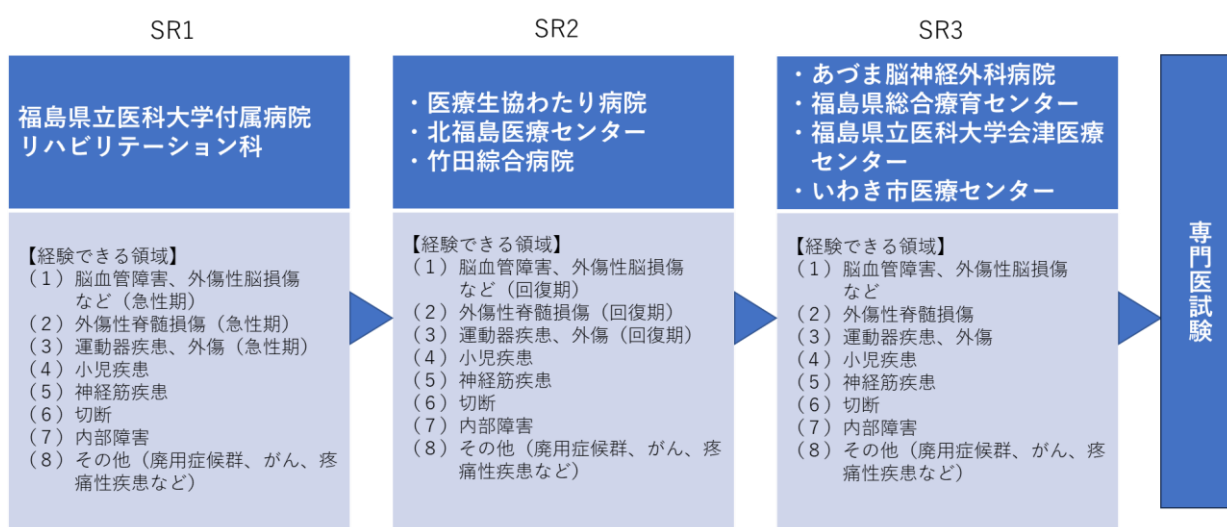 SR1
福島県立医科大学付属病院
リハビリテーション科
【経験できる領域】
(1)脳血管障害、外傷性脳損傷
など(急性期)
(2)外傷性脊髄損傷(急性期)
(3)運動器疾患、外傷(急性期)
(4)小児疾患
(5)神経筋疾患
(6)切断
(7)内部障害
(8)その他(廃用症候群、がん、疼
痛性疾患など)
SR2
・医療生協わたり病院
・北福島医療センター
・竹田綜合病院
【経験できる領域】
(1)脳血管障害、外傷性脳損傷
など(回復期)
(2)外傷性脊髄損傷(回復期)
(3)運動器疾患、外傷(回復期)
(4)小児疾患
(5)神経筋疾患
(6)切断
(7)内部障害
(8)その他(廃用症候群、がん、疼
痛性疾患など)
SR3
・あづま脳神経外科病院
・福島県総合療育センター
・福島県立医科大学会津医療
センター
・いわき市医療センター
【経験できる領域】
(1)脳血管障害、外傷性脳損傷
など
(2)外傷性脊髄損傷
(3)運動器疾患、外傷
(4)小児疾患
(5)神経筋疾患
(6)切断
(7)内部障害
(8)その他(廃用症候群、がん、疼
痛性疾患など)
専門医試験